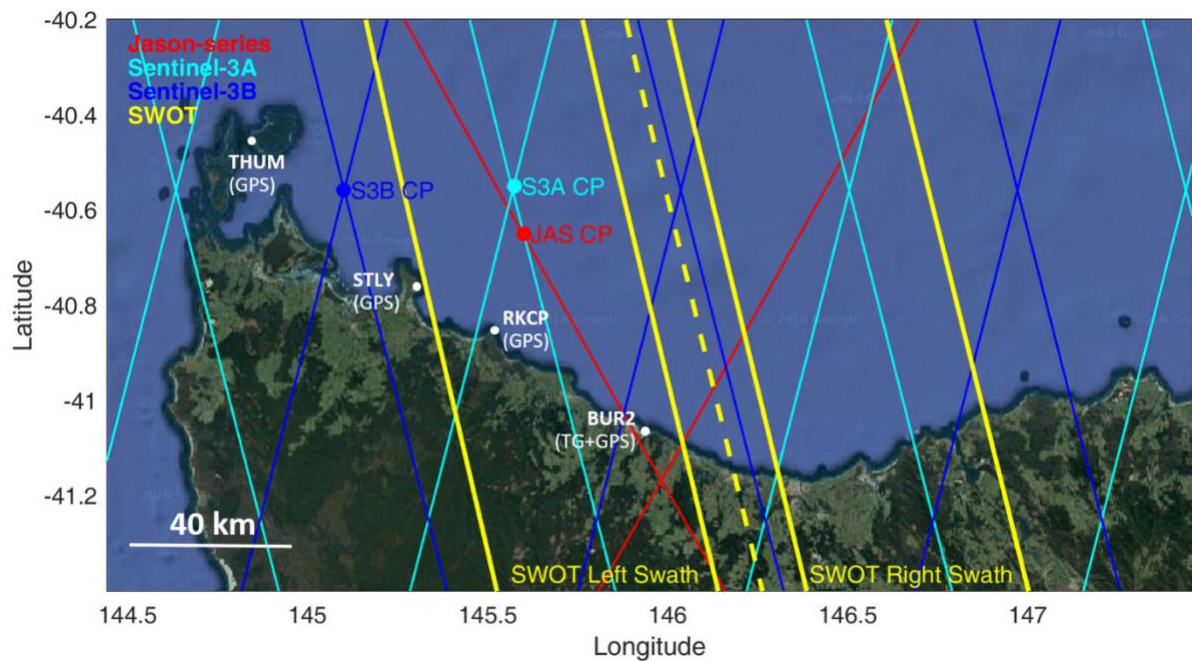 -40.2
Jason-series
Sentinel-3A
Sentinel-3B
SWOT
-40.4
THUM
(GPS)
S3B CP
S3A CP
-40.6
JAS CP
STLY
(GPS)
-40.8
RKCP
(GPS)
Latitude
-41
BUR2
(TG+GPS)
-41.2
40 km
SWOT Left Swath
SWOT Right Swath
144.5
145
145.5
146
146.5
147
Longitude